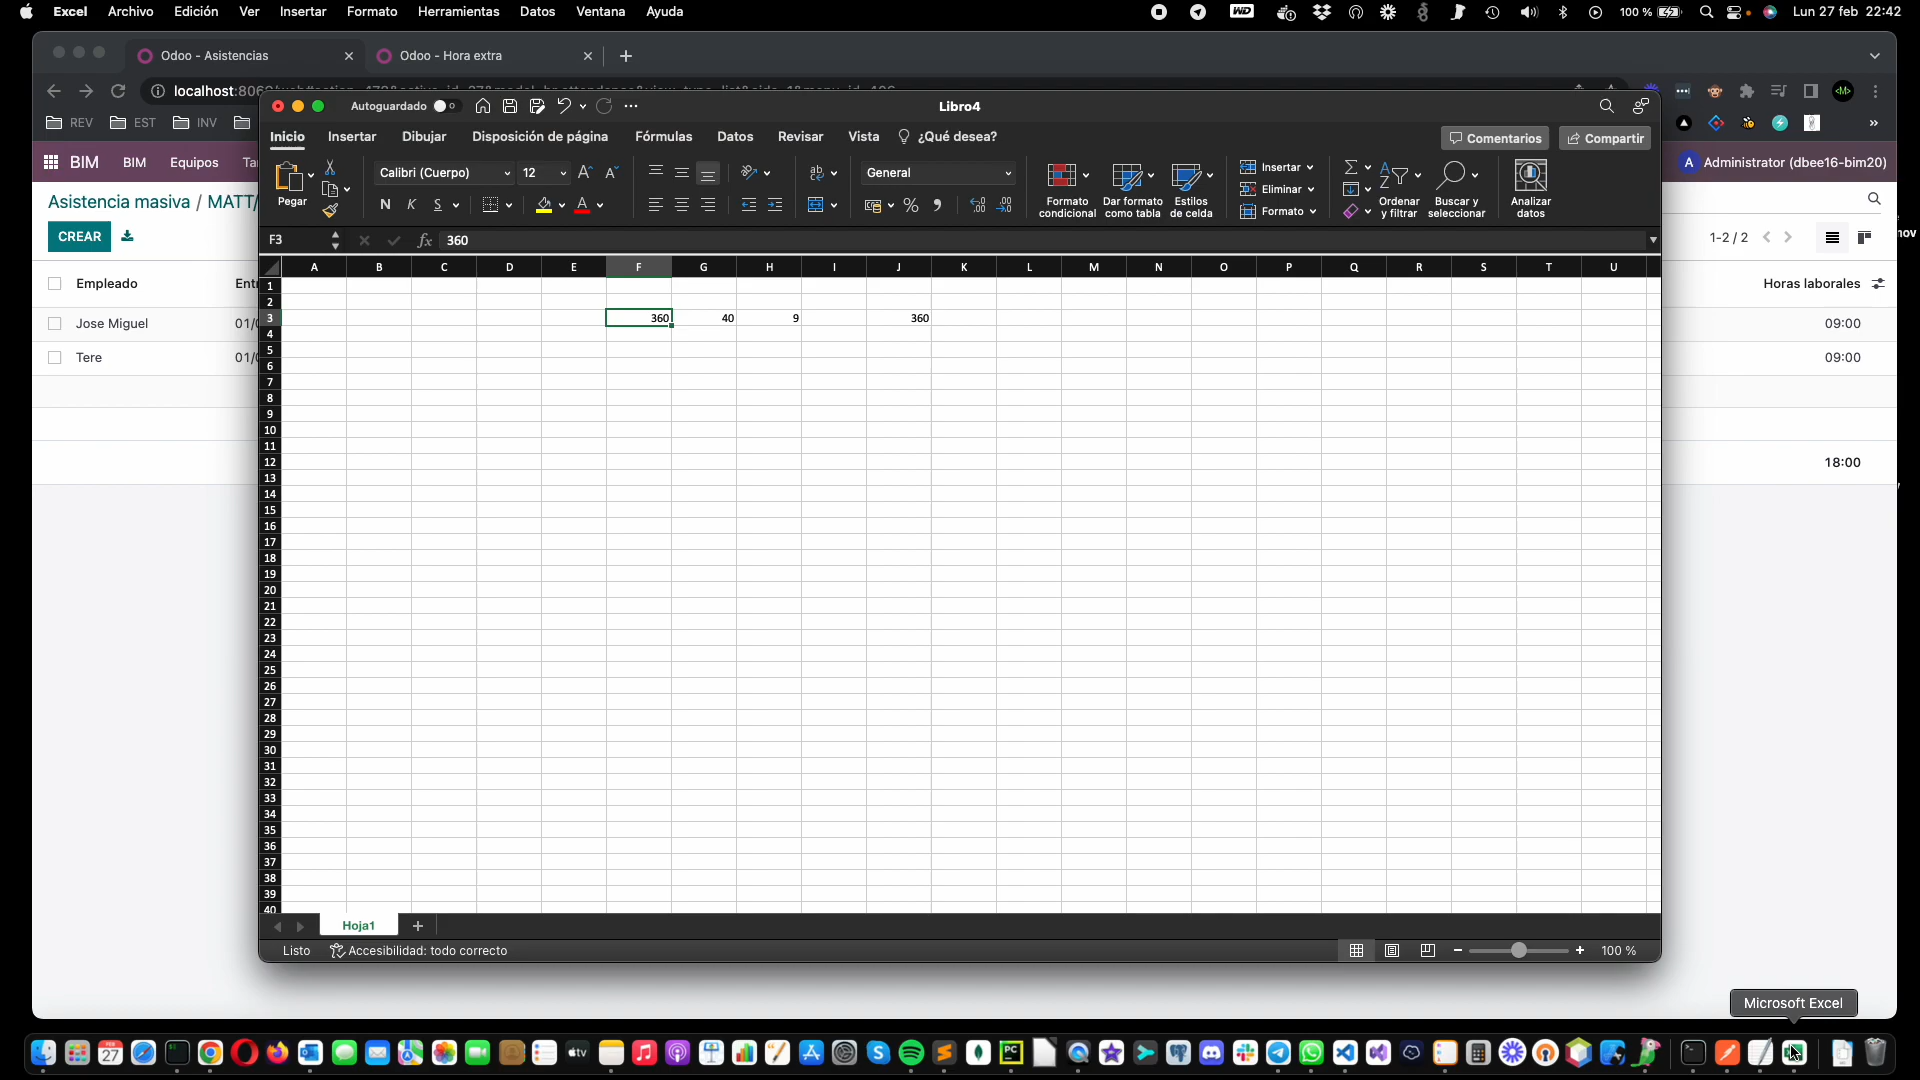 Excel Archivo Edición Ver Insertar Formato Herramientas Datos Ventana Ayuda
100 % Lun 27 feb 22:42
Odoo - Asistencias
Odoo - Hora extra
localhost:8069
REV EST INV
BIM BIM Equipos
Administrator (dbee16-bim20)
Asistencia masiva / MATT/
CREAR
1-2 / 2
Empleado
Horas laborales
Jose Miguel 01/
09:00
Tere 01/
09:00
18:00
Autoguardado
Libro4
Inicio Insertar Dibujar Disposición de página Fórmulas Datos Revisar Vista ¿Qué desea?
Comentarios Compartir
Pegar
Calibri (Cuerpo) 12
N K S
General
Formato condicional
Dar formato como tabla
Estilos de celda
Insertar
Eliminar
Formato
Ordenar y filtrar
Buscar y seleccionar
Analizar datos
F3 fx 360
A B C D E F G H I J K L M N O P Q R S T U
1
2
3 360 40 9 360
4
5
6
7
8
9
10
11
12
13
14
15
16
17
18
19
20
21
22
23
24
25
26
27
28
29
30
31
32
33
34
35
36
37
38
39
40
Hoja1
Listo Accesibilidad: todo correcto
100 %
Microsoft Excel